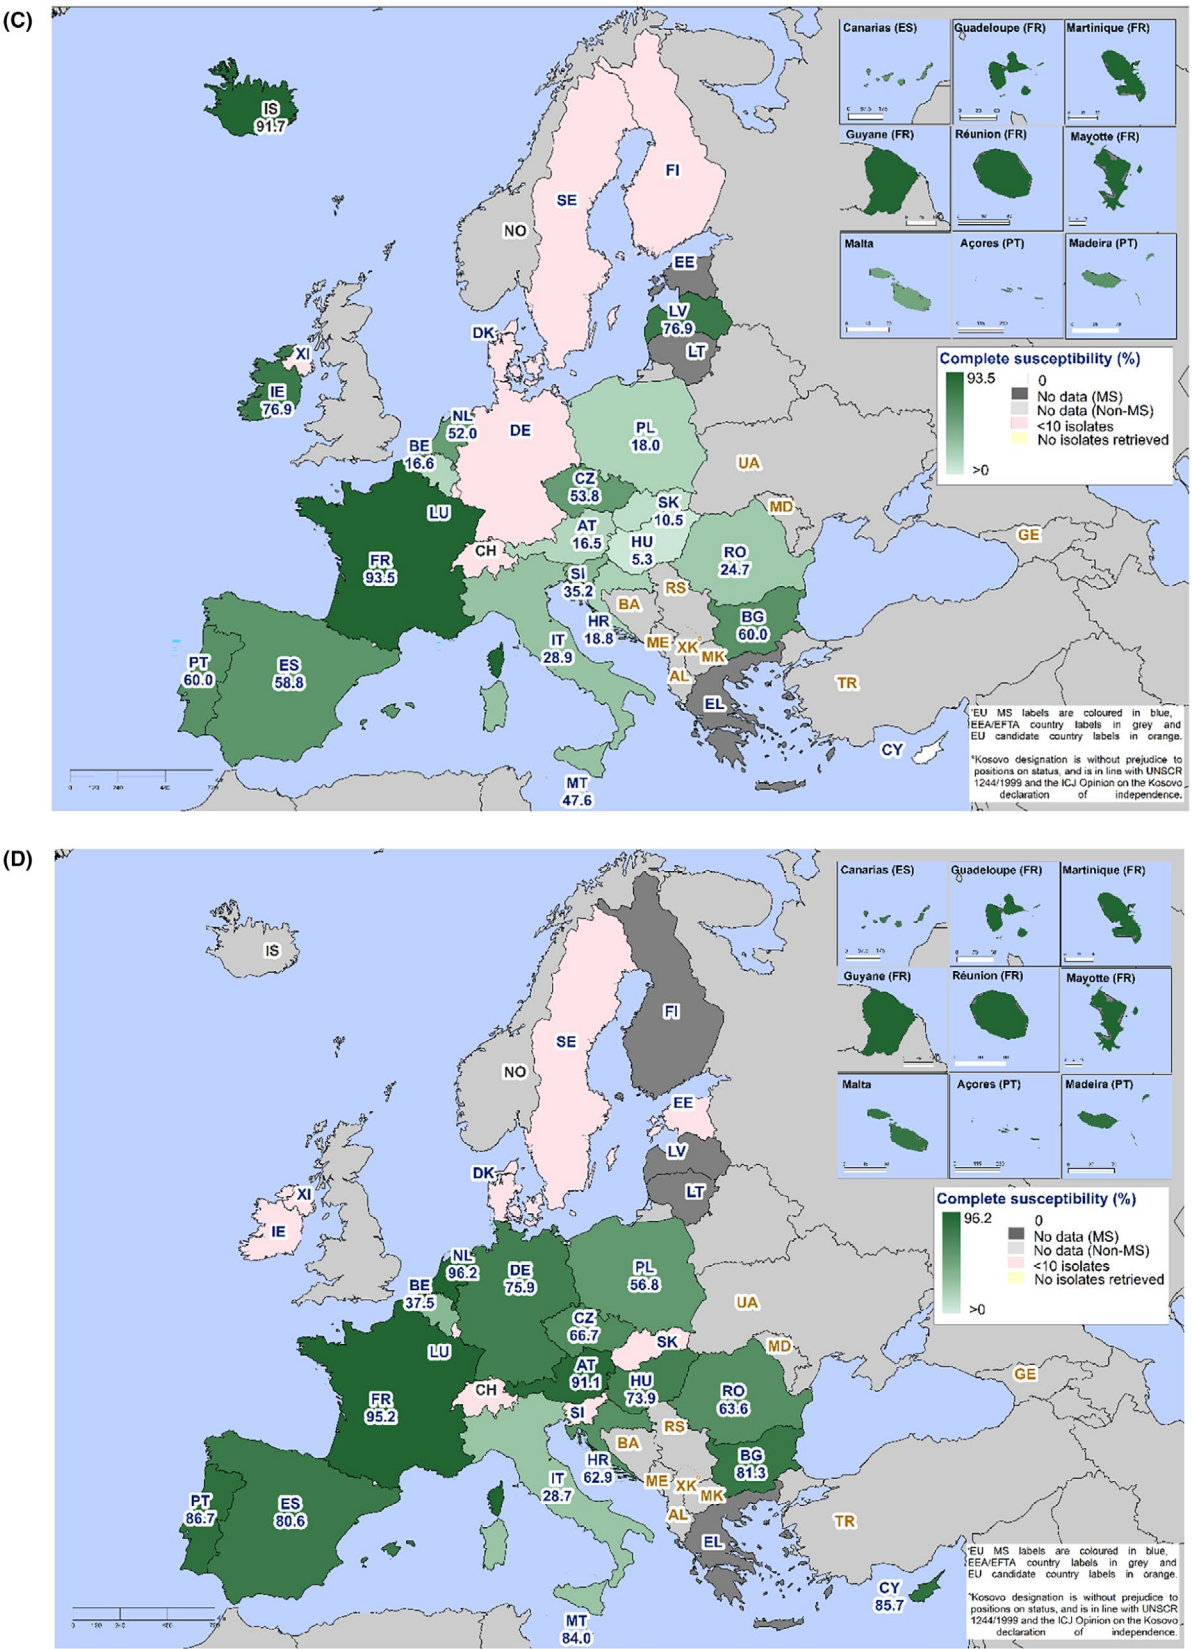 (C)
Canarias (ES)
Guadeloupe (FR)
Martinique (FR)
IS
91.7
Guyane (FR)
Réunion (FR)
Mayotte (FR)
FI
SE
NO
Malta
Açores (PT)
Madeira (PT)
EE
LV
76.9
DK
LT
XI
IE
76.9
Complete susceptibility (%)
93.5
0
No data (MS)
No data (Non-MS)
<10 isolates
No isolates retrieved
>0
NL
52.0
DE
PL
18.0
BE
16.6
UA
CZ
53.8
SK
10.5
MD
LU
AT
16.5
HU
5.3
GE
CH
RO
24.7
FR
93.5
SI
35.2
RS
BA
HR
18.8
BG
60.0
IT
28.9
ME
XK°
MK
AL
PT
60.0
ES
58.8
TR
EL
CY
MT
47.6
*EU MS labels are coloured in blue,
EEA/EFTA country labels in grey and
EU candidate country labels in orange.
°Kosovo designation is without prejudice to
positions on status, and is in line with UNSCR
1244/1999 and the ICJ Opinion on the Kosovo
declaration of independence.
(D)
Canarias (ES)
Guadeloupe (FR)
Martinique (FR)
IS
Guyane (FR)
Réunion (FR)
Mayotte (FR)
FI
SE
NO
Malta
Açores (PT)
Madeira (PT)
EE
LV
DK
LT
XI
IE
Complete susceptibility (%)
96.2
0
No data (MS)
No data (Non-MS)
<10 isolates
No isolates retrieved
>0
NL
96.2
DE
75.9
PL
56.8
BE
37.5
UA
CZ
66.7
SK
MD
LU
AT
91.1
HU
73.9
GE
CH
RO
63.6
FR
95.2
SI
RS
BA
HR
62.9
BG
81.3
IT
28.7
ME
XK°
MK
AL
PT
86.7
ES
80.6
TR
EL
CY
85.7
MT
84.0
*EU MS labels are coloured in blue,
EEA/EFTA country labels in grey and
EU candidate country labels in orange.
°Kosovo designation is without prejudice to
positions on status, and is in line with UNSCR
1244/1999 and the ICJ Opinion on the Kosovo
declaration of independence.